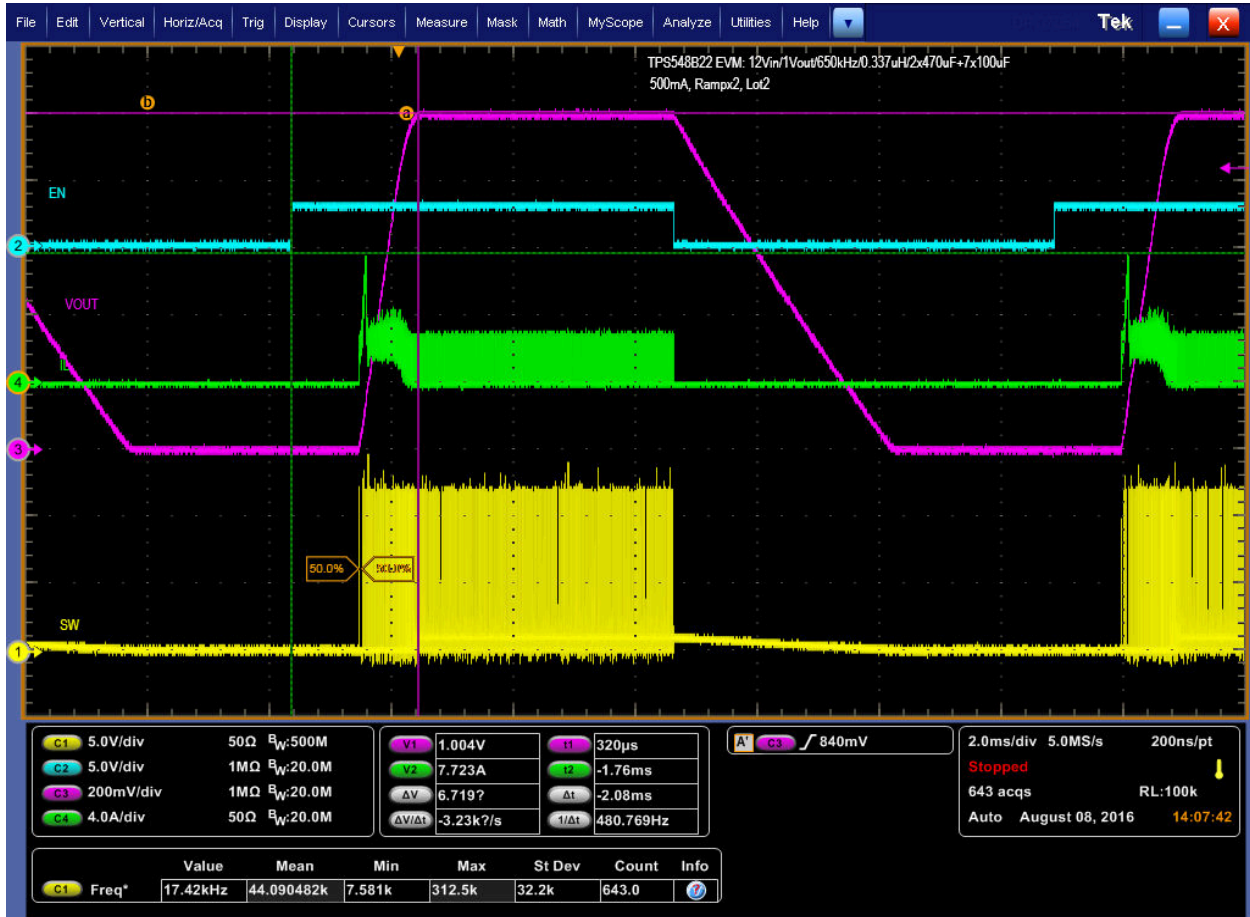 File Edit Vertical Horiz/Acq Trig Display Cursors Measure Mask Math MyScope Analyze Utilities Help Tek X
TPS548B22 EVM: 12Vin/1Vout/650kHz/0.337uH/2x470uF+7x100uF
500mA, Rampx2, Lot2
b
a
EN
2
VOUT
4
3
50.0%
SW
1
C1 5.0V/div 50Ω BW:500M
C2 5.0V/div 1MΩ BW:20.0M
C3 200mV/div 1MΩ BW:20.0M
C4 4.0A/div 50Ω BW:20.0M
V1 1.004V t1 320µs
V2 7.723A t2 -1.76ms
ΔV 6.719? Δt -2.08ms
ΔV/Δt -3.23k?/s 1/Δt 480.769Hz
A' C3 840mV
2.0ms/div 5.0MS/s 200ns/pt
Stopped
643 acqs RL:100k
Auto August 08, 2016 14:07:42
Value Mean Min Max St Dev Count Info
C1 Freq* 17.42kHz 44.090482k 7.581k 312.5k 32.2k 643.0